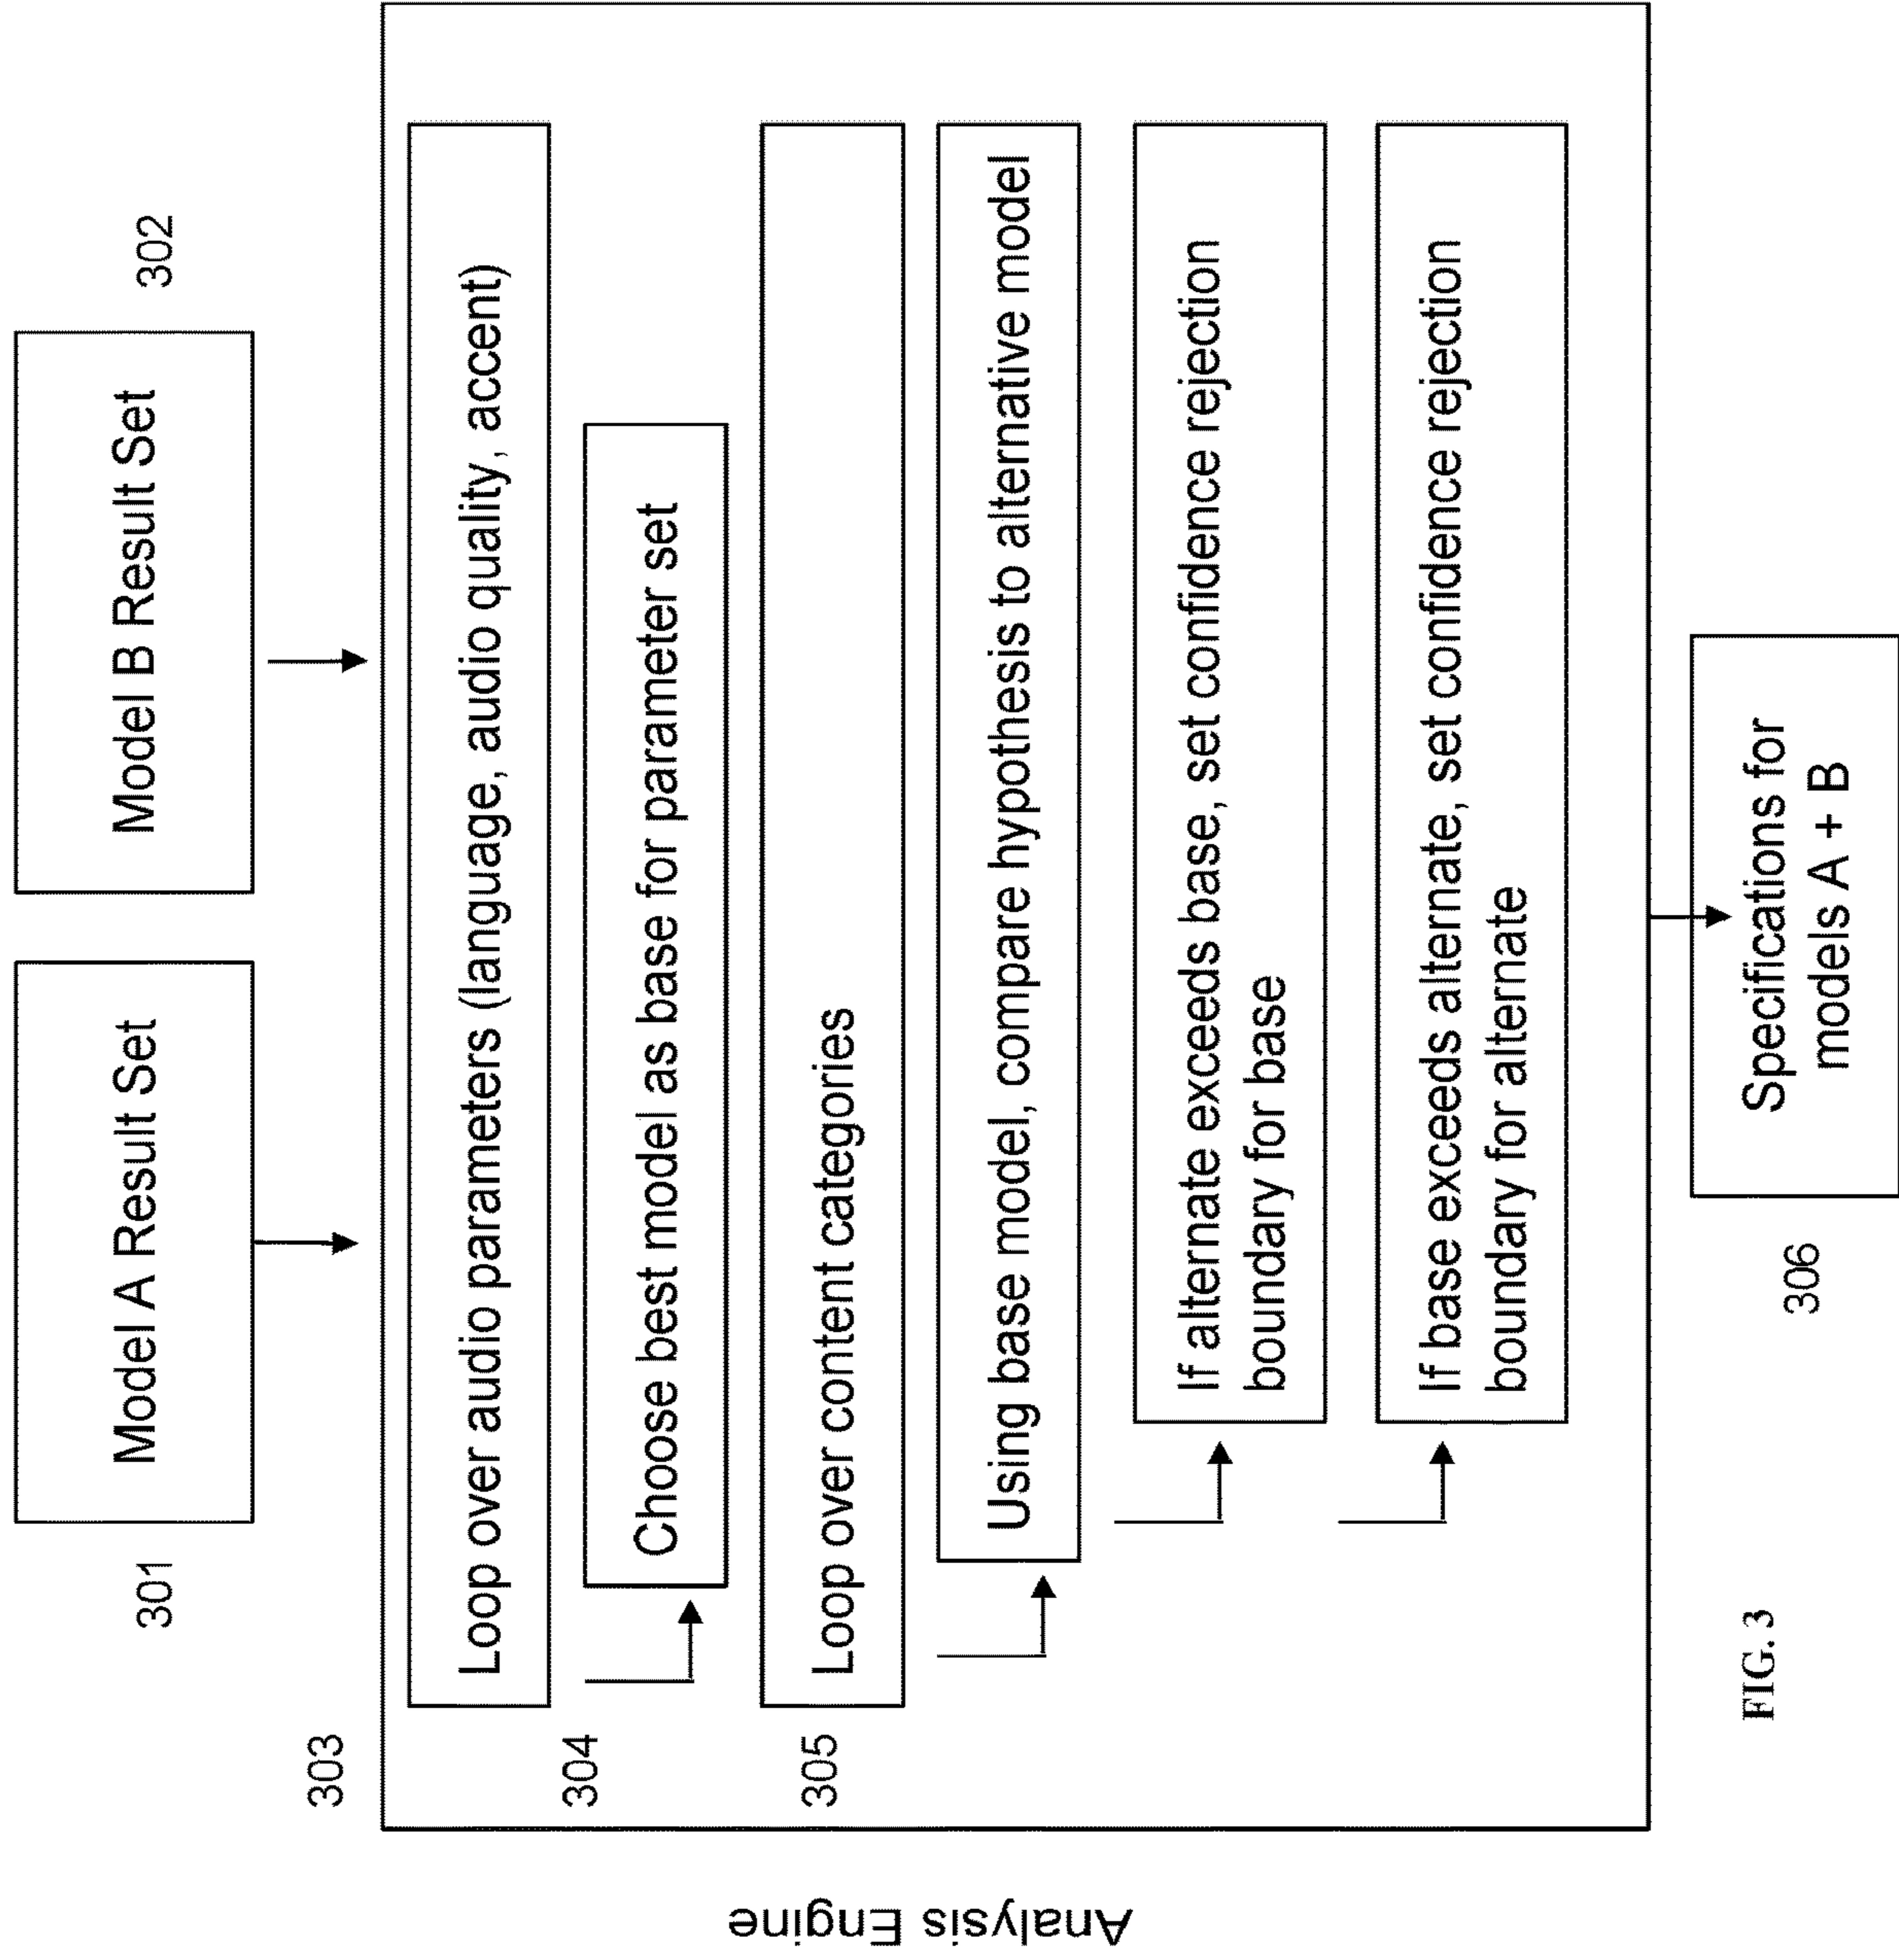 Model A Result Set
Model B Result Set
301
302
303
Loop over audio parameters (language, audio quality, accent)
304
Choose best model as base for parameter set
305
Loop over content categories
Using base model, compare hypothesis to alternative model
If alternate exceeds base, set confidence rejection
boundary for base
If base exceeds alternate, set confidence rejection
boundary for alternate
Analysis Engine
306
Specifications for
models A + B
FIG. 3